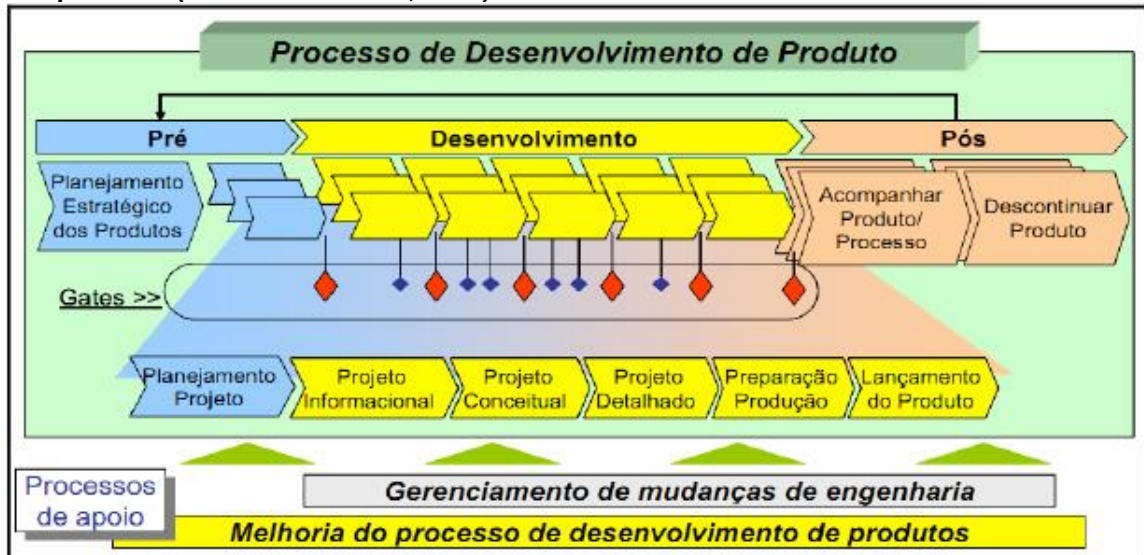 Processo de Desenvolvimento de Produto
Pré
Desenvolvimento
Pós
Planejamento
Estratégico
dos Produtos
Acompanhar
Produto/
Processo
Descontinuar
Produto
Gates >>
Planejamento
Projeto
Projeto
Informacional
Projeto
Conceitual
Projeto
Detalhado
Preparação
Produção
Lançamento
do Produto
Processos
de apoio
Gerenciamento de mudanças de engenharia
Melhoria do processo de desenvolvimento de produtos